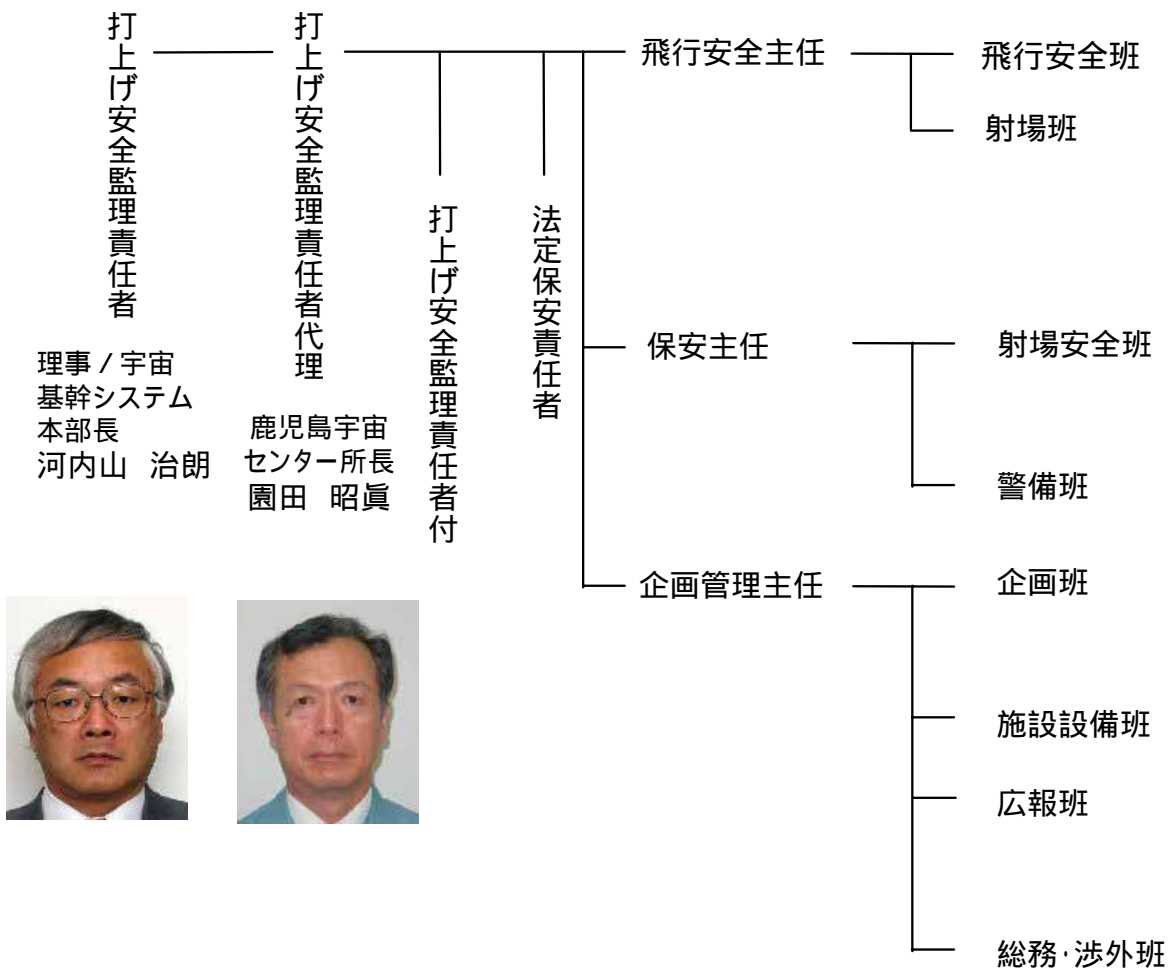 打上げ安全監理責任者
理事/宇宙
基幹システム
本部長
河内山 治朗
打上げ安全監理責任者代理
鹿児島宇宙
センター所長
園田 昭眞
打上げ安全監理責任者付
法定保安責任者
飛行安全主任
飛行安全班
射場班
保安主任
射場安全班
警備班
企画管理主任
企画班
施設設備班
広報班
総務・渉外班